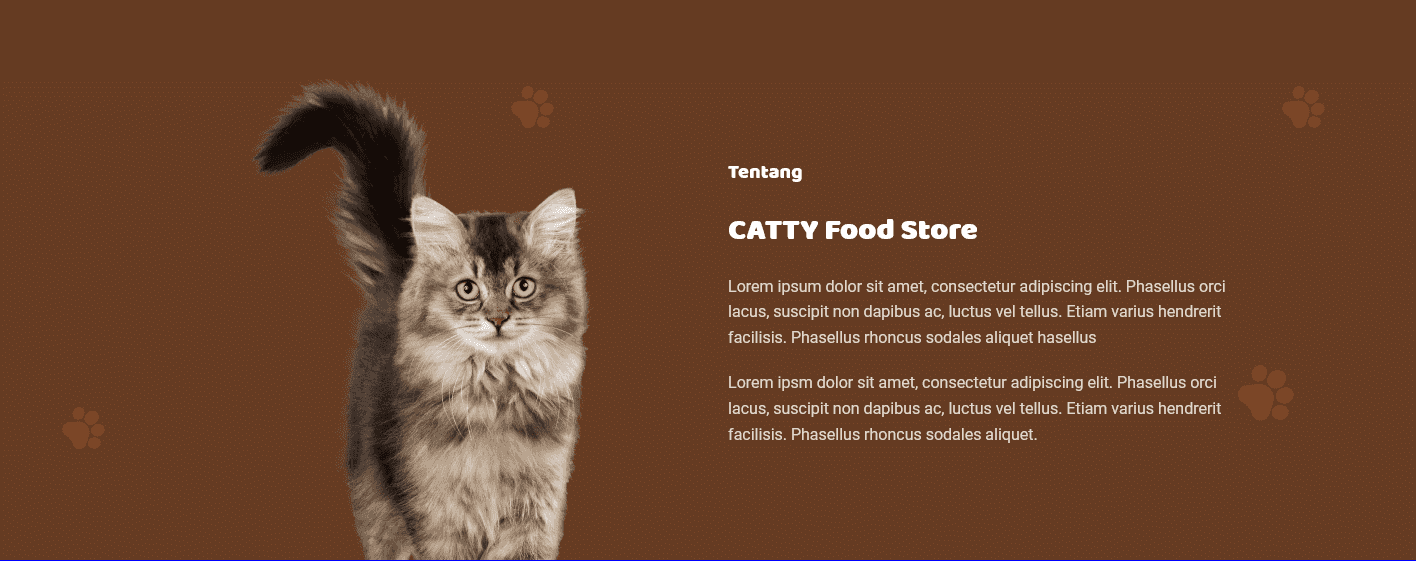 Tentang
CATTY Food Store
Lorem ipsum dolor sit amet, consectetur adipiscing elit. Phasellus orci
lacus, suscipit non dapibus ac, luctus vel tellus. Etiam varius hendrerit
facilisis. Phasellus rhoncus sodales aliquet hasellus
Lorem ipsm dolor sit amet, consectetur adipiscing elit. Phasellus orci
lacus, suscipit non dapibus ac, luctus vel tellus. Etiam varius hendrerit
facilisis. Phasellus rhoncus sodales aliquet.